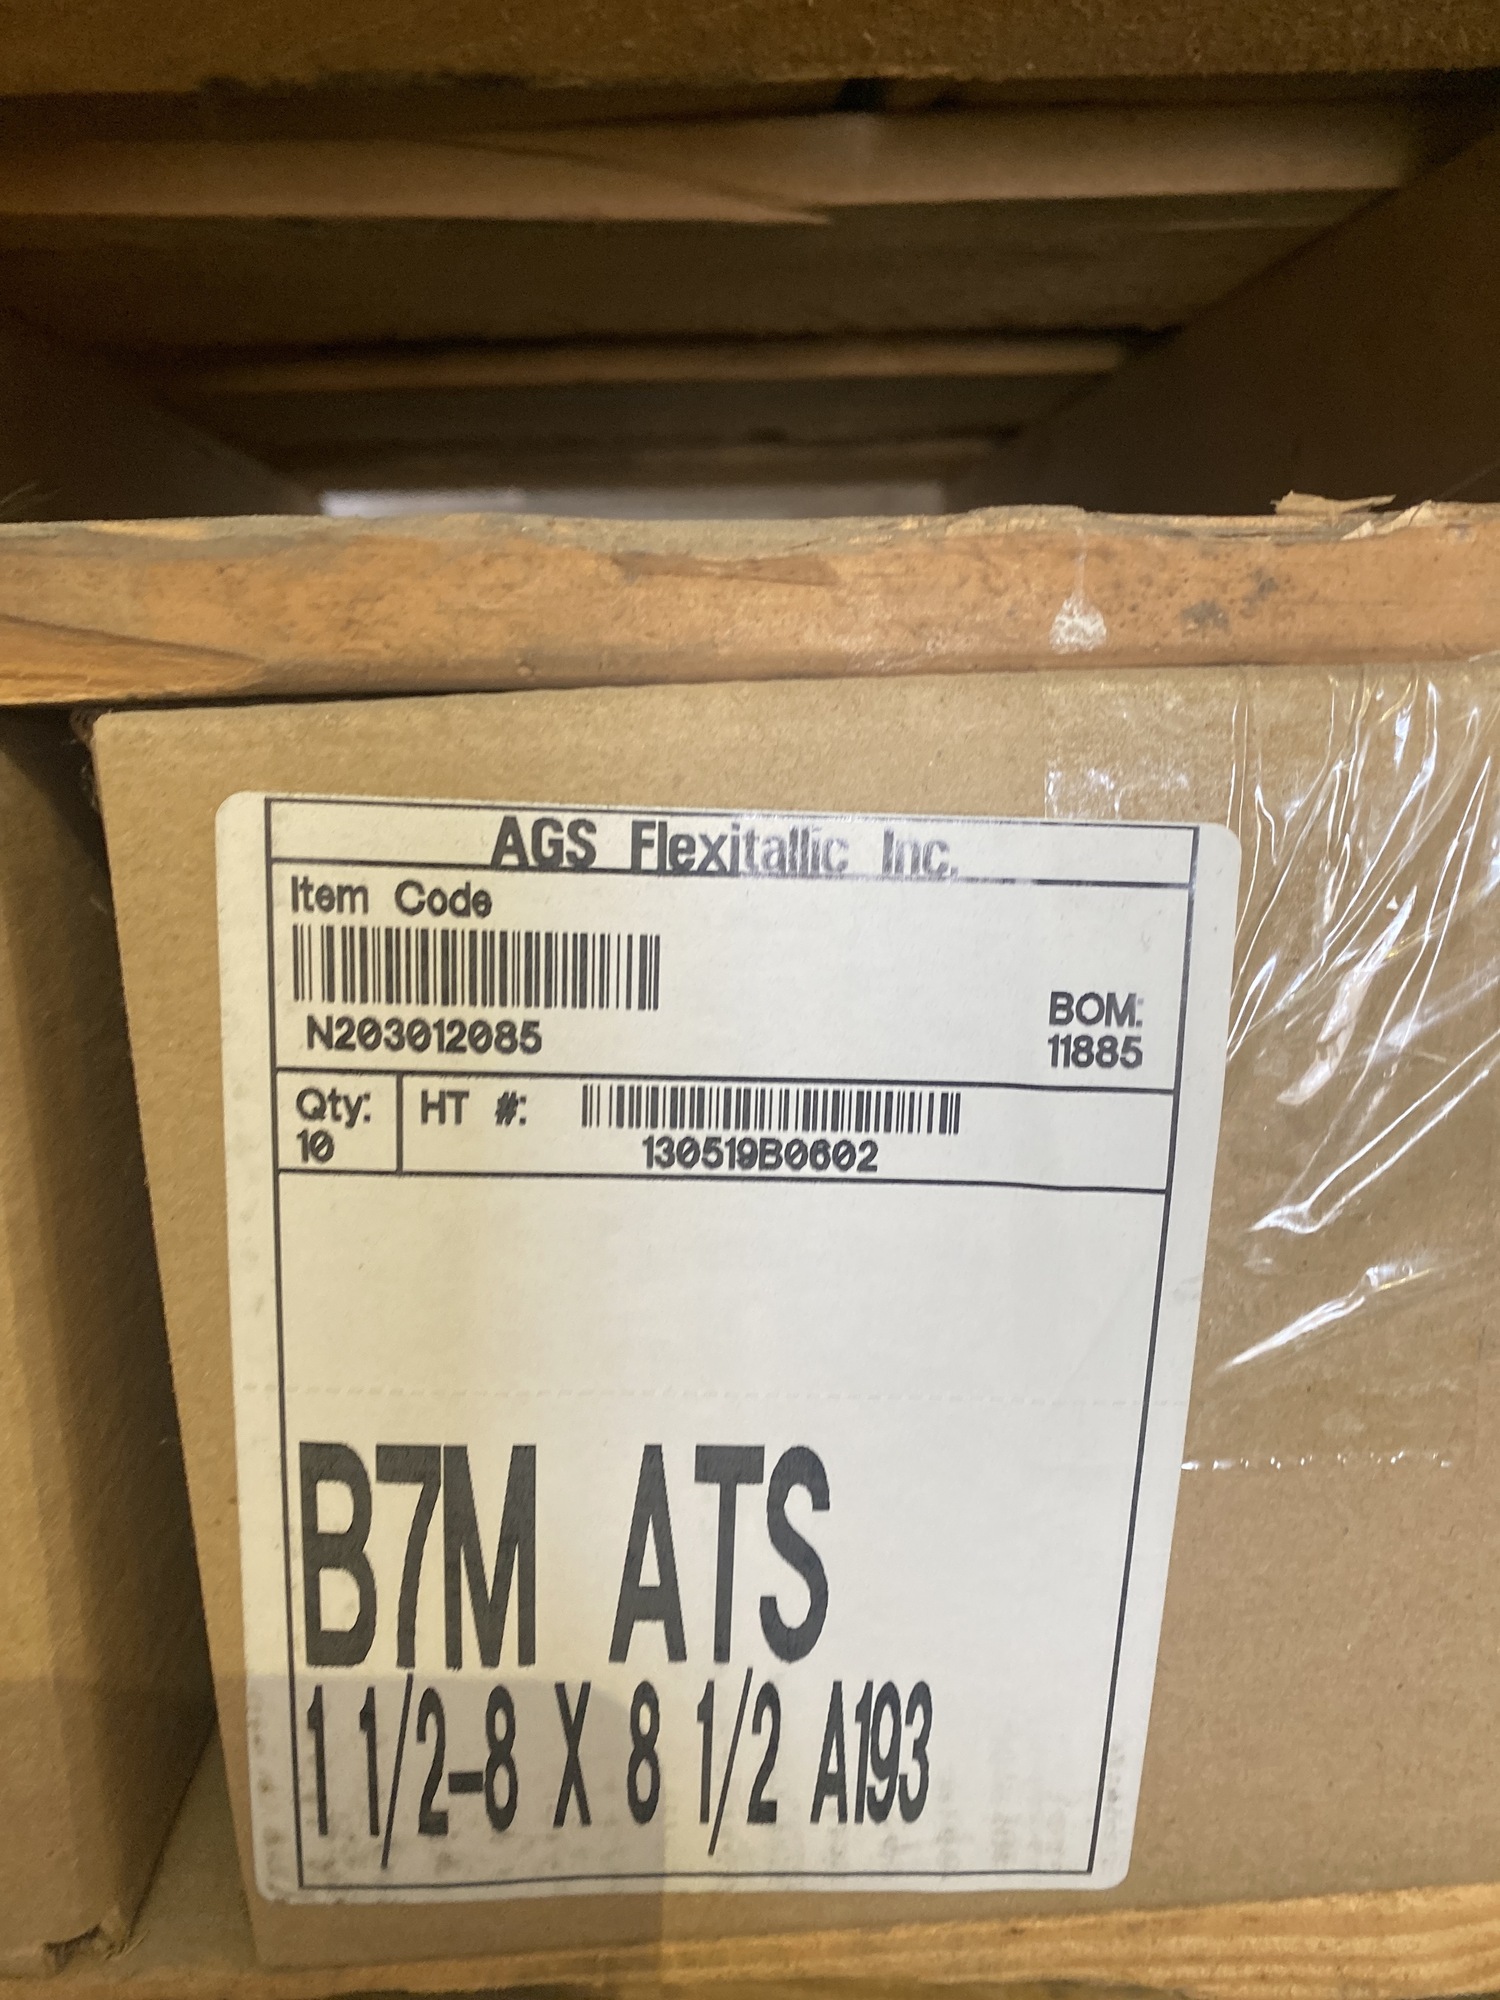 AGS Flexitallic Inc.
Item Code
N203012085
BOM:
11885
Qty:
10
HT #:
130519B0602
B7M ATS
1 1/2-8 X 8 1/2 A193